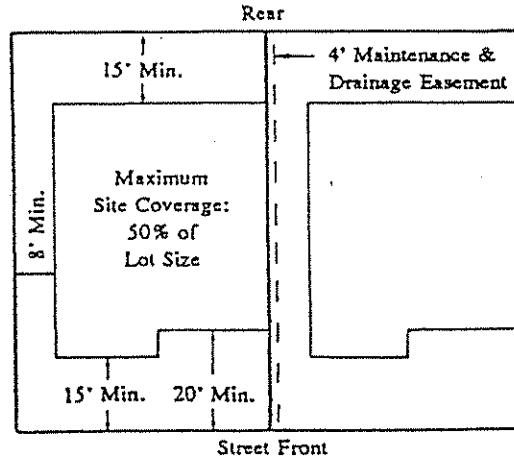 Rear
15' Min.
4' Maintenance &
Drainage Easement
Maximum
Site Coverage:
50% of
Lot Size
8' Min.
15' Min.
20' Min.
Street Front